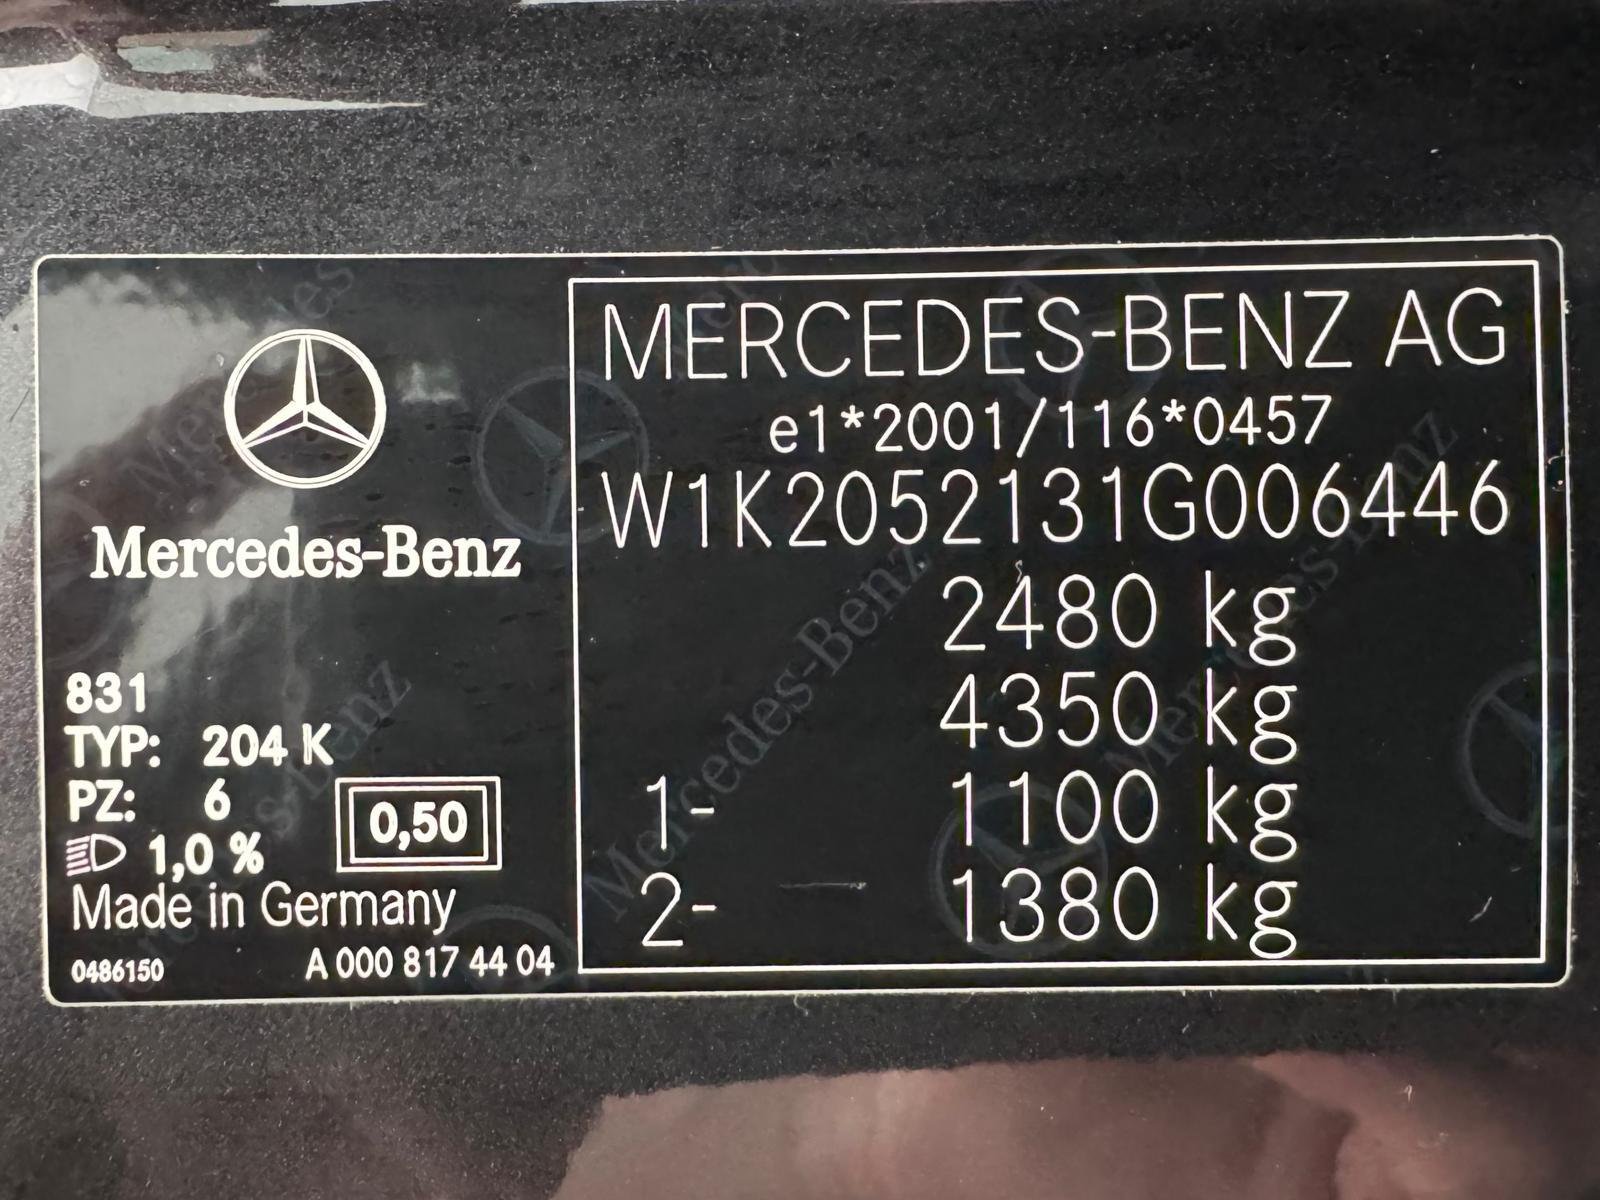 MERCEDES-BENZ AG
e1*2001/116*0457
W1K2052131G006446
2480 kg
4350 kg
1- 1100 kg
2- 1380 kg
Mercedes-Benz
831
TYP: 204 K
PZ: 6
1,0 %
0,50
Made in Germany
0486150 A 000 817 44 04